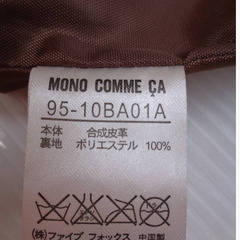 MONO COMME ÇA
95-10BA01A
本体 合成皮革
裏地 ポリエステル 100%
(株)ファイブ フォックス 中国製